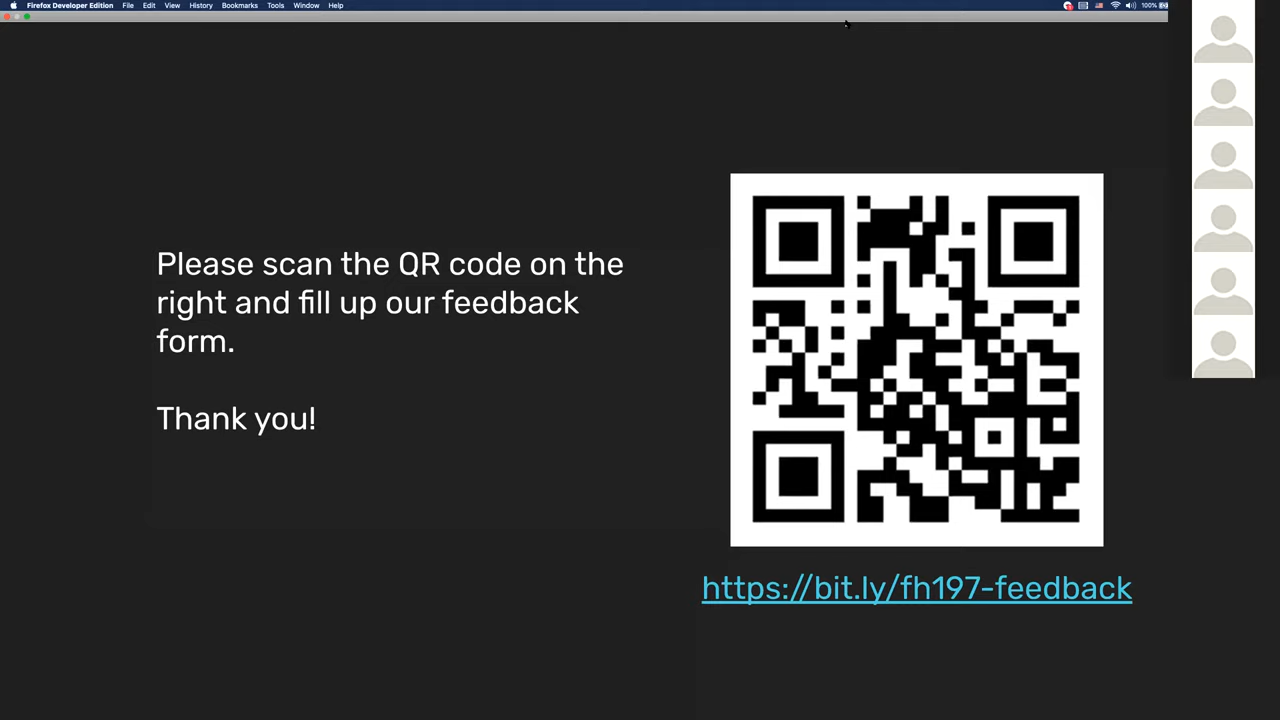 Firefox Developer Edition File Edit View History Bookmarks Tools Window Help 100%
Please scan the QR code on the
right and fill up our feedback
form.
Thank you!
https://bit.ly/fh197-feedback